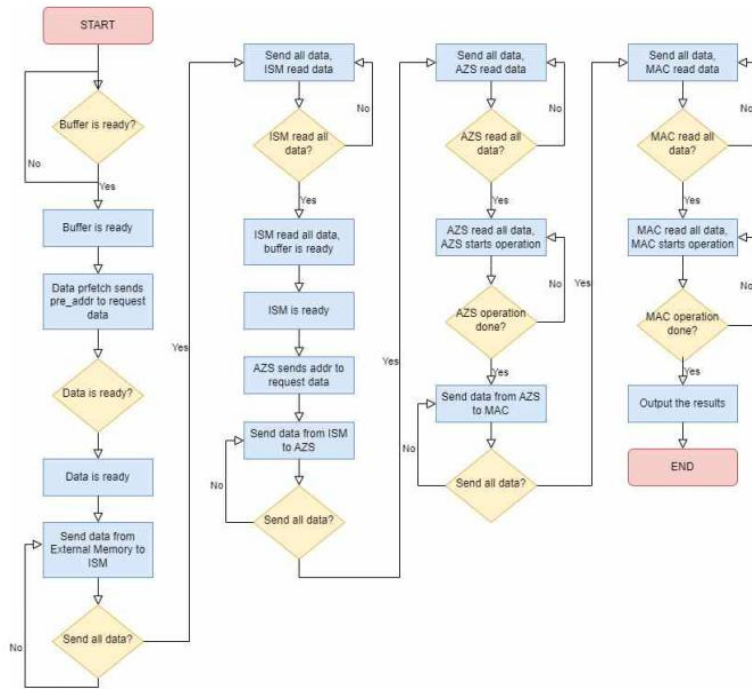 START
Buffer is ready?
No
Yes
Buffer is ready
Data prfetch sends
pre_addr to request
data
Data is ready?
Data is ready
Send data from
External Memory to
ISM
Send all data?
No
Yes
Send all data,
ISM read data
No
ISM read all
data?
Yes
ISM read all data,
buffer is ready
ISM is ready
AZS sends addr to
request data
Send data from ISM
to AZS
No
Send all data?
Yes
Send all data,
AZS read data
No
AZS read all
data?
Yes
AZS read all data,
AZS starts operation
No
AZS operation
done?
Yes
Send data from AZS
to MAC
No
Send all data?
Yes
Send all data,
MAC read data
No
MAC read all
data?
Yes
MAC read all data,
MAC starts operation
No
MAC operation
done?
Yes
Output the results
END